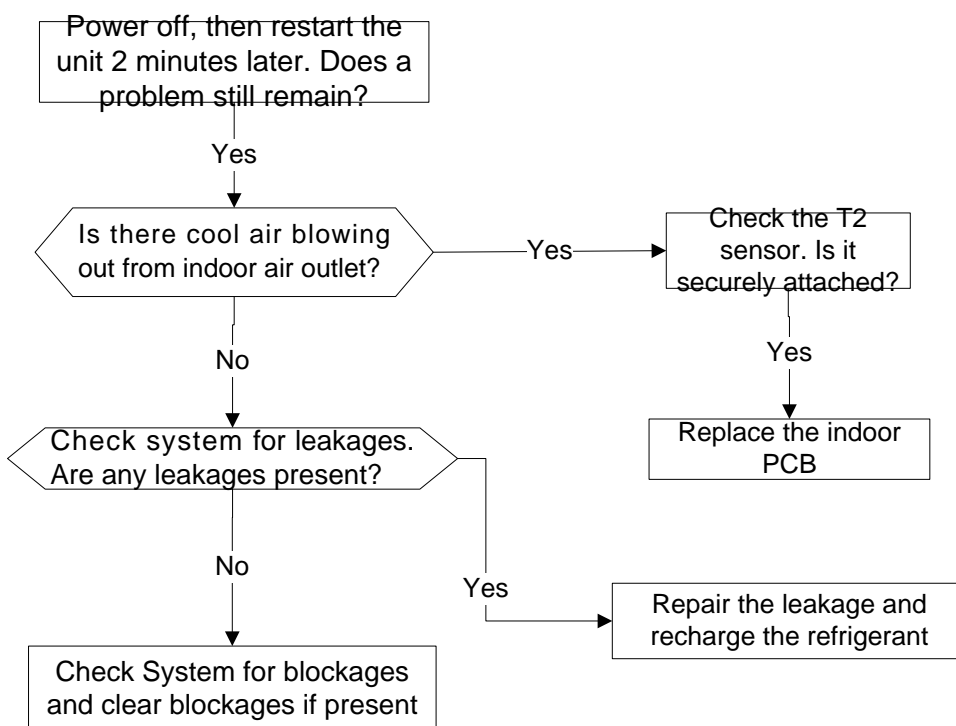 Power off, then restart the
unit 2 minutes later. Does a
problem still remain?
Yes
Is there cool air blowing
out from indoor air outlet?
Yes
Check the T2
sensor. Is it
securely attached?
No
Yes
Check system for leakages.
Are any leakages present?
Replace the indoor
PCB
No
Yes
Repair the leakage and
recharge the refrigerant
Check System for blockages
and clear blockages if present